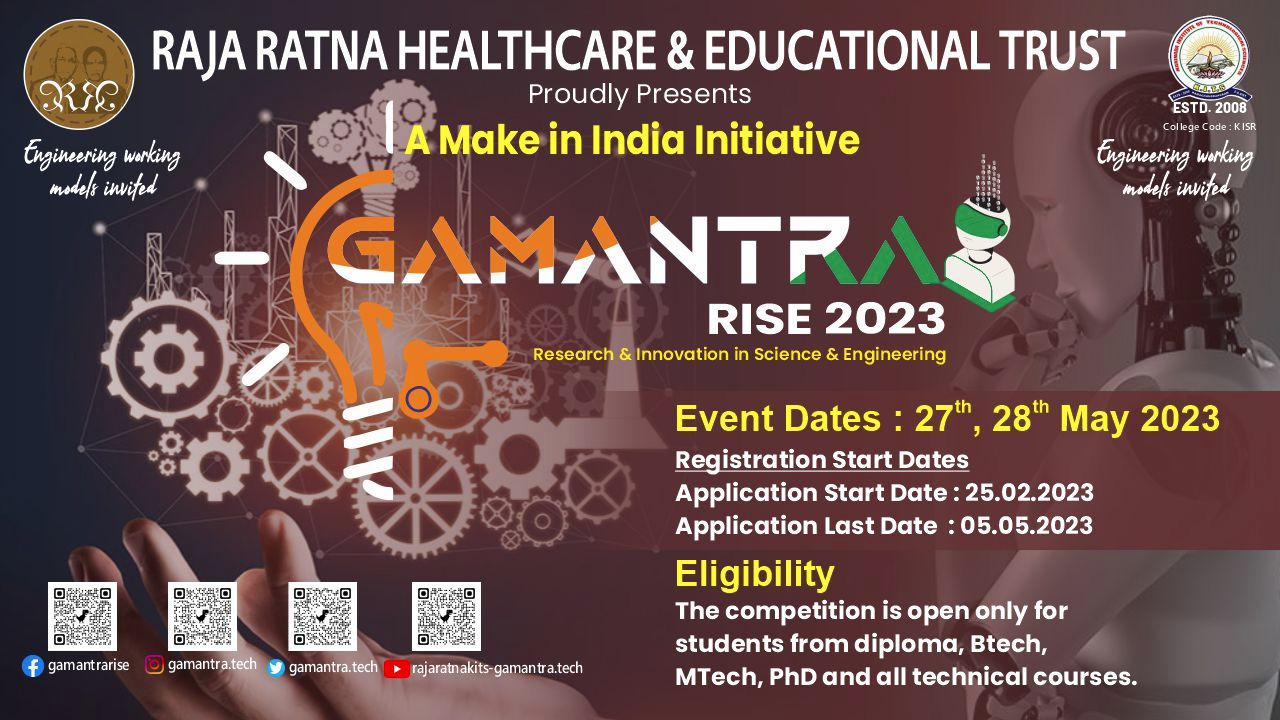 RAJA RATNA HEALTHCARE & EDUCATIONAL TRUST
Proudly Presents
A Make in India Initiative
ESTD. 2008
College Code : KISR
Engineering working
models invited
Engineering working
models invited
GAMANTRA
RISE 2023
Research & Innovation in Science & Engineering
Event Dates : 27th, 28th May 2023
Registration Start Dates
Application Start Date : 25.02.2023
Application Last Date : 05.05.2023
Eligibility
The competition is open only for
students from diploma, Btech,
MTech, PhD and all technical courses.
gamantrarise
gamantra.tech
gamantra.tech
rajaratnakits-gamantra.tech